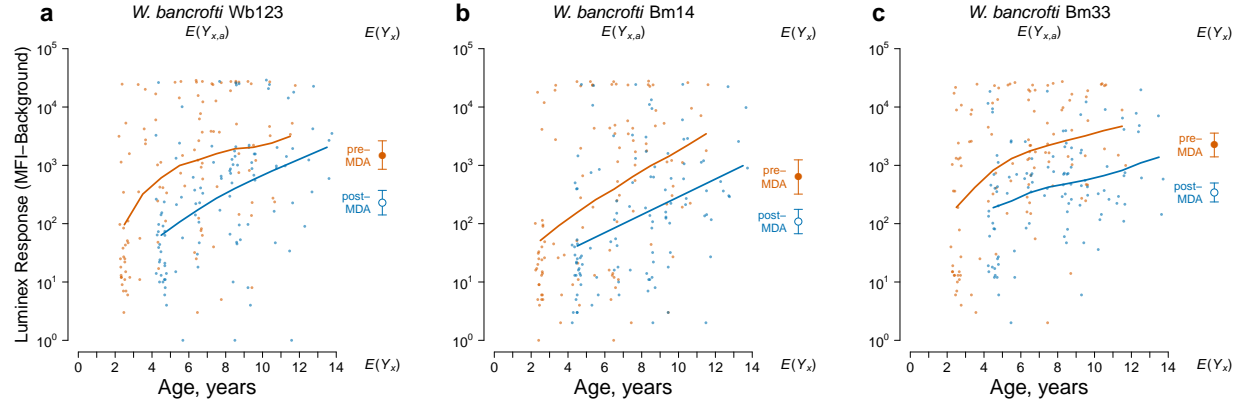 a
W. bancrofti Wb123
E(Yx,a)
E(Yx)
Luminex Response (MFI−Background)
10^5
10^4
10^3
10^2
10^1
10^0
pre−
MDA
post−
MDA
0 2 4 6 8 10 12 14
E(Yx)
Age, years
b
W. bancrofti Bm14
E(Yx,a)
E(Yx)
10^5
10^4
10^3
10^2
10^1
10^0
pre−
MDA
post−
MDA
0 2 4 6 8 10 12 14
E(Yx)
Age, years
c
W. bancrofti Bm33
E(Yx,a)
E(Yx)
10^5
10^4
10^3
10^2
10^1
10^0
pre−
MDA
post−
MDA
0 2 4 6 8 10 12 14
E(Yx)
Age, years